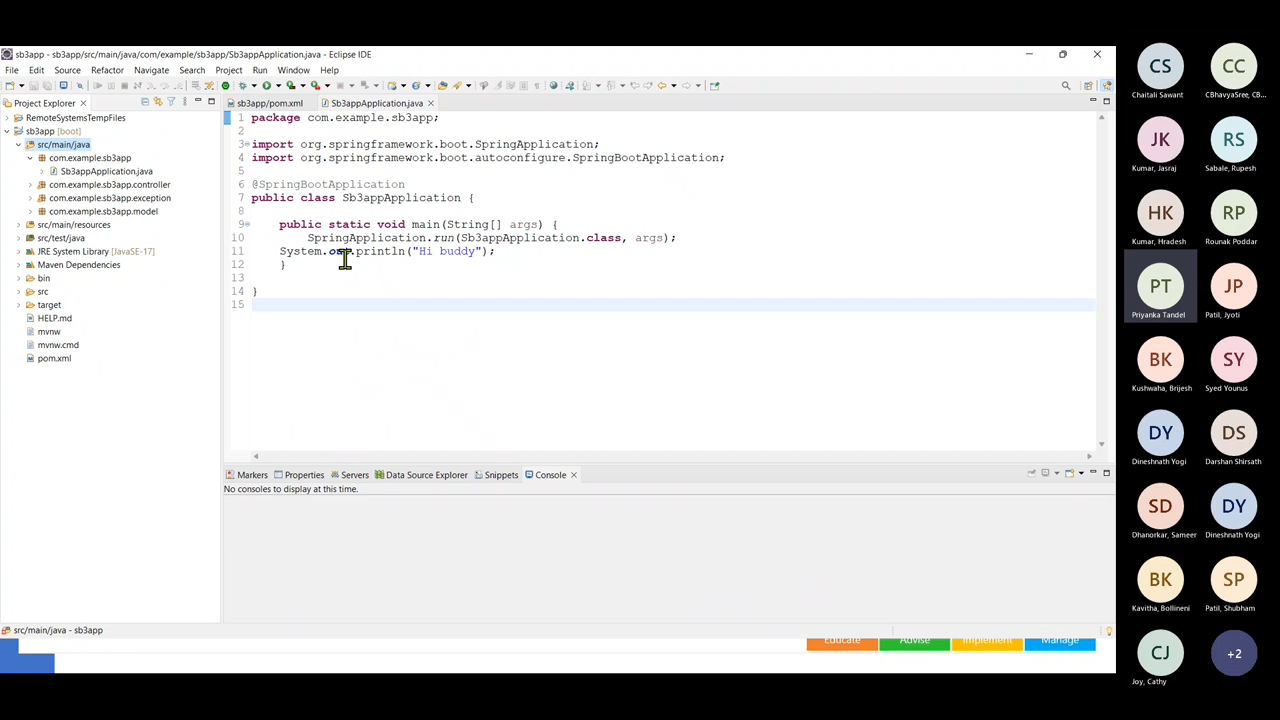 sb3app - sb3app/src/main/java/com/example/sb3app/Sb3appApplication.java - Eclipse IDE
File Edit Source Refactor Navigate Search Project Run Window Help
Project Explorer
RemoteSystemsTempFiles
sb3app [boot]
src/main/java
com.example.sb3app
Sb3appApplication.java
com.example.sb3app.controller
com.example.sb3app.exception
com.example.sb3app.model
src/main/resources
src/test/java
JRE System Library [JavaSE-17]
Maven Dependencies
bin
src
target
HELP.md
mvnw
mvnw.cmd
pom.xml
sb3app/pom.xml Sb3appApplication.java
1 package com.example.sb3app;
2
3 import org.springframework.boot.SpringApplication;
4 import org.springframework.boot.autoconfigure.SpringBootApplication;
5
6 @SpringBootApplication
7 public class Sb3appApplication {
8
9 public static void main(String[] args) {
10 SpringApplication.run(Sb3appApplication.class, args);
11 System.out.println("Hi buddy");
12 }
13
14 }
15
Markers Properties Servers Data Source Explorer Snippets Console
No consoles to display at this time.
src/main/java - sb3app
Educate Advise Implement Manage
CS CC
Chaitali Sawant CBhavyaSree, CB...
JK RS
Kumar, Jasraj Sabale, Rupesh
HK RP
Kumar, Hradesh Rounak Poddar
PT JP
Priyanka Tandel Patil, Jyoti
BK SY
Kushwaha, Brijesh Syed Younus
DY DS
Dineshnath Yogi Darshan Shirsath
SD DY
Dhanorkar, Sameer Dineshnath Yogi
BK SP
Kavitha, Bollineni Patil, Shubham
CJ +2
Joy, Cathy